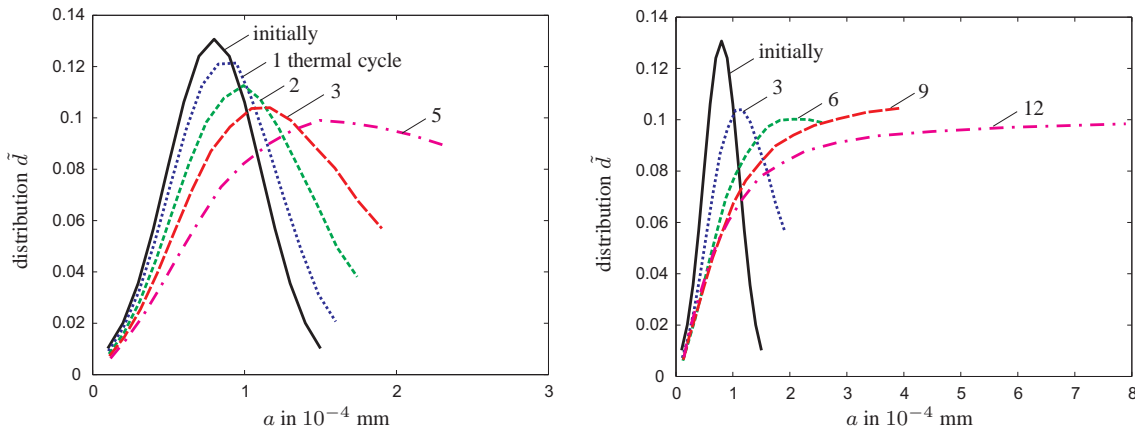 0.14
0.12
0.1
0.08
0.06
0.04
0.02
0
0 1 2 3
distribution d̃
a in 10⁻⁴ mm
initially
1 thermal cycle
2
3
5
0.14
0.12
0.1
0.08
0.06
0.04
0.02
0
0 1 2 3 4 5 6 7 8
distribution d̃
a in 10⁻⁴ mm
initially
3
6
9
12